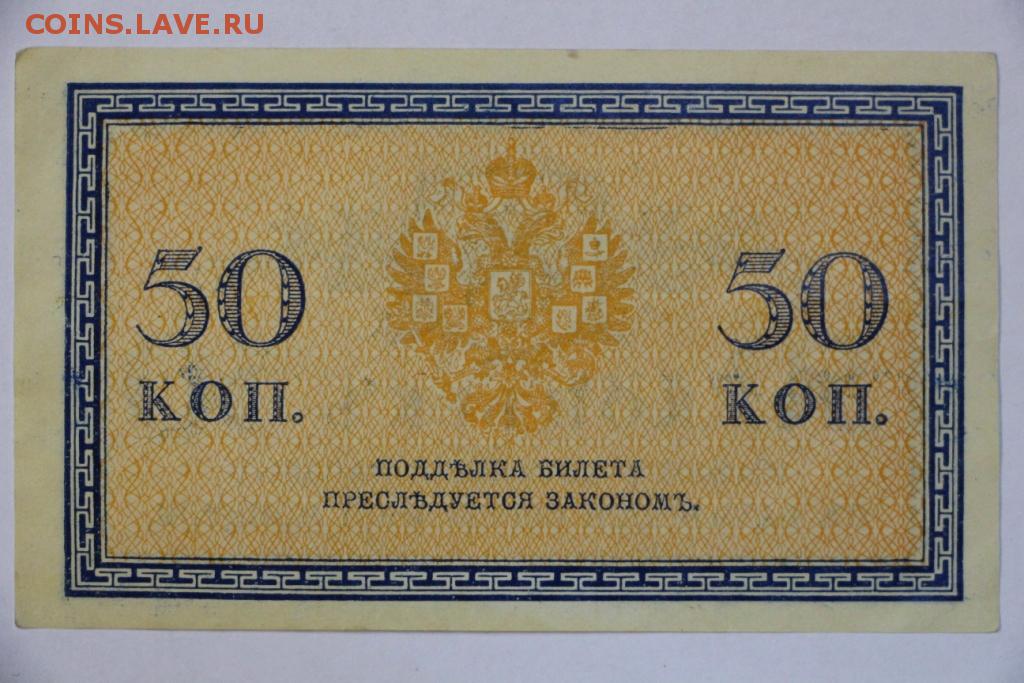 COINS.LAVE.RU
50 50
КОП. КОП.
ПОДДѢЛКА БИЛЕТА
ПРЕСЛѢДУЕТСЯ ЗАКОНОМЪ.